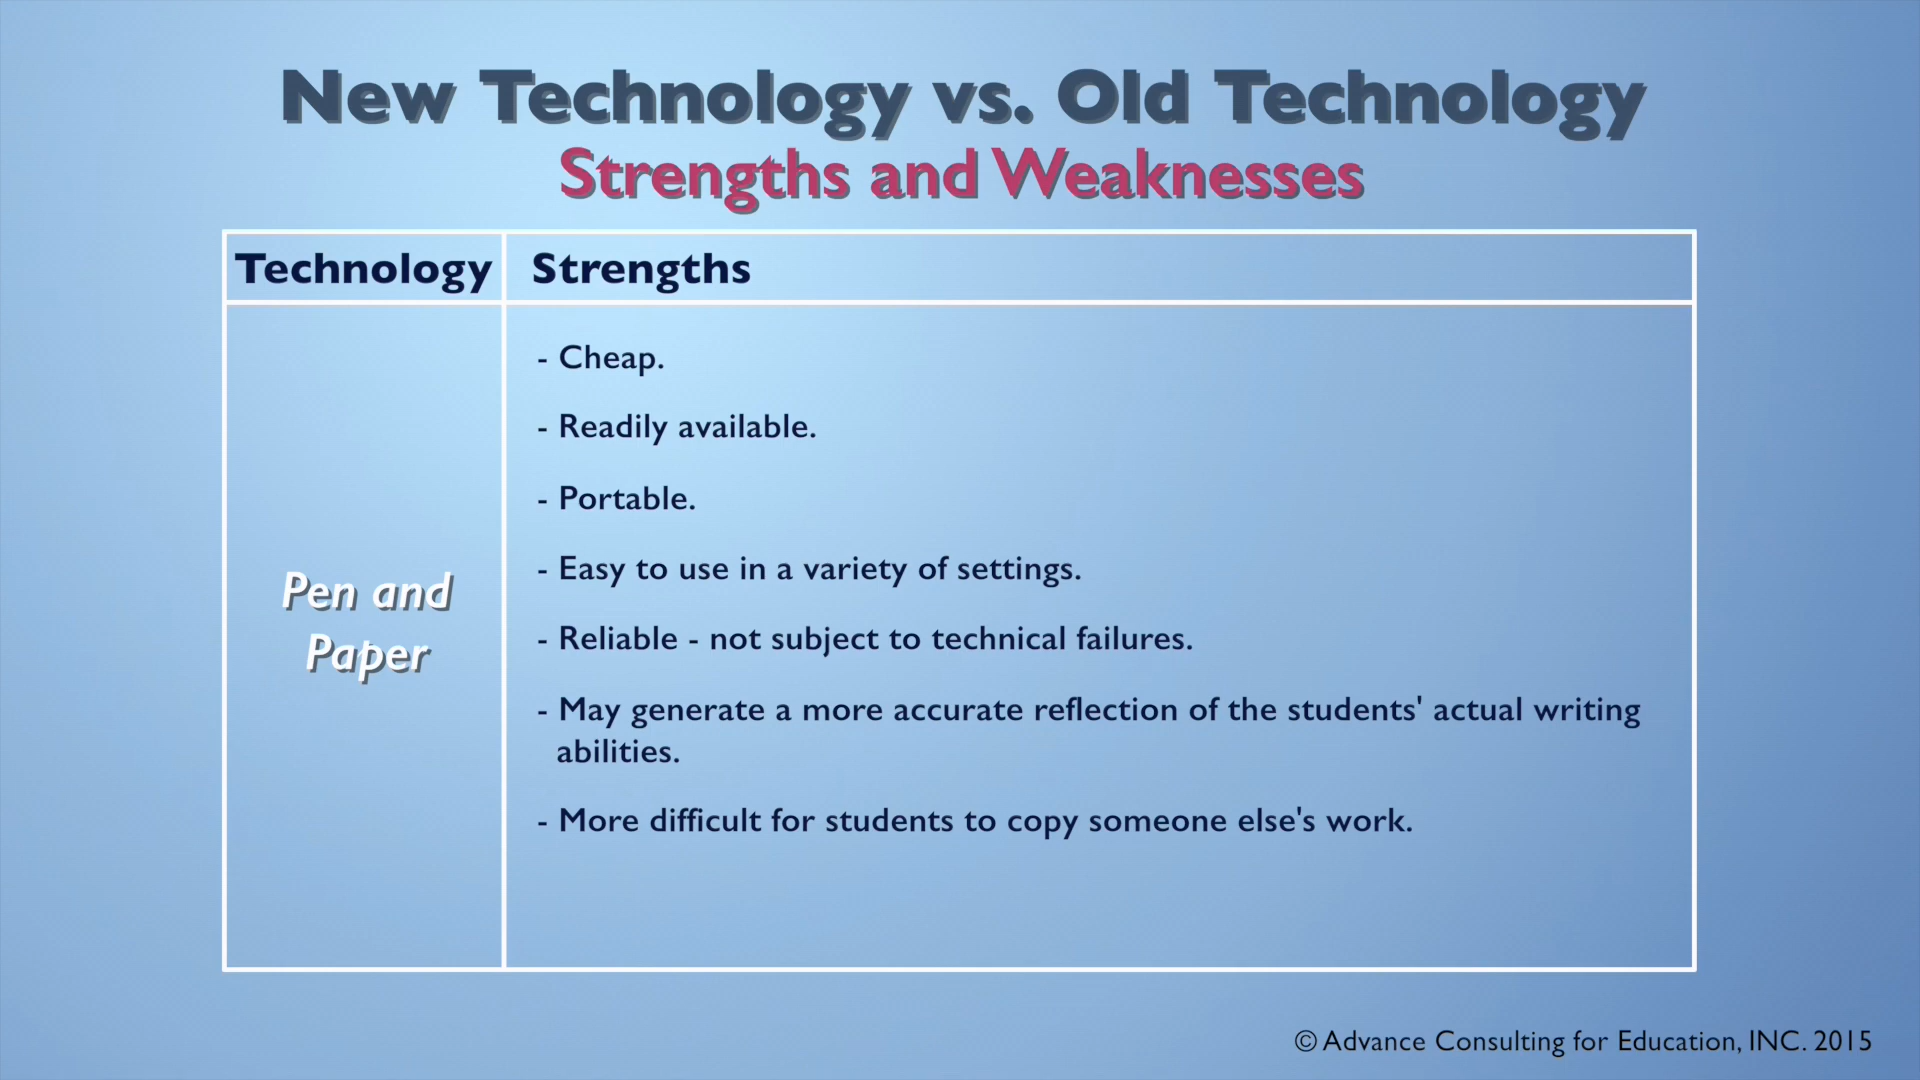 New Technology vs. Old Technology
Strengths and Weaknesses
Technology
Strengths
Pen and
Paper
- Cheap.
- Readily available.
- Portable.
- Easy to use in a variety of settings.
- Reliable - not subject to technical failures.
- May generate a more accurate reflection of the students' actual writing
abilities.
- More difficult for students to copy someone else's work.
© Advance Consulting for Education, INC. 2015